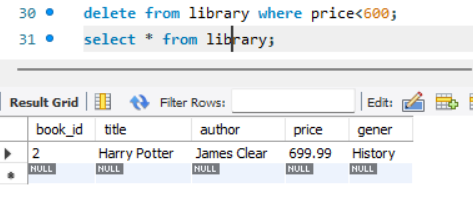 30 delete from library where price<600;
31 select * from library;
Result Grid Filter Rows: Edit:
book_id title author price gener
2 Harry Potter James Clear 699.99 History
NULL NULL NULL NULL NULL